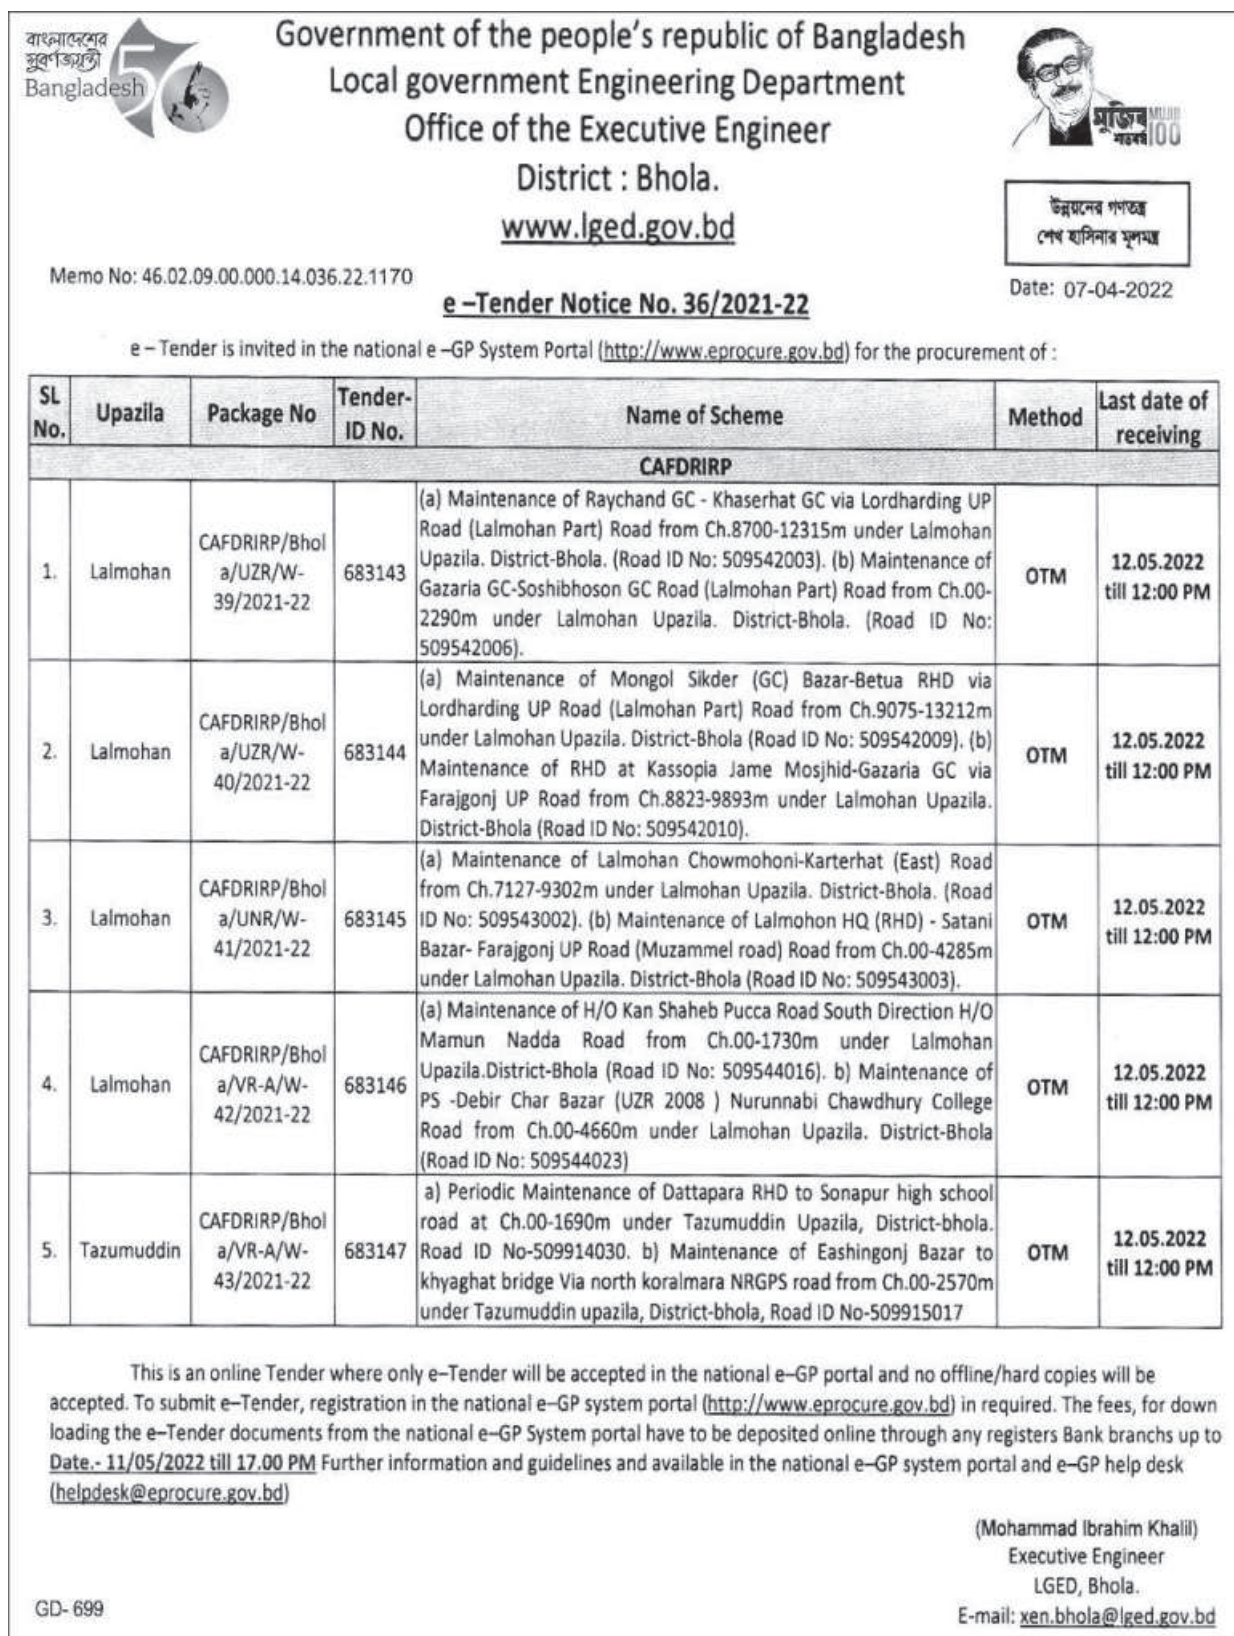 বাংলাদেশের
সুবর্ণজয়ন্তী
Bangladesh 50
Government of the people's republic of Bangladesh
Local government Engineering Department
Office of the Executive Engineer
District : Bhola.
www.lged.gov.bd
মুজিব MUJIB
শতবর্ষ 100
উন্নয়নের গণতন্ত্র
শেখ হাসিনার মূলমন্ত্র
Memo No: 46.02.09.00.000.14.036.22.1170
Date: 07-04-2022
e –Tender Notice No. 36/2021-22
e – Tender is invited in the national e –GP System Portal (http://www.eprocure.gov.bd) for the procurement of :
SL No. Upazila Package No Tender-ID No. Name of Scheme Method Last date of receiving
CAFDRIRP
1. Lalmohan
CAFDRIRP/Bhol
a/UZR/W-
39/2021-22
683143
(a) Maintenance of Raychand GC - Khaserhat GC via Lordharding UP
Road (Lalmohan Part) Road from Ch.8700-12315m under Lalmohan
Upazila. District-Bhola. (Road ID No: 509542003). (b) Maintenance of
Gazaria GC-Soshibhoson GC Road (Lalmohan Part) Road from Ch.00-
2290m under Lalmohan Upazila. District-Bhola. (Road ID No:
509542006).
OTM
12.05.2022
till 12:00 PM
2. Lalmohan
CAFDRIRP/Bhol
a/UZR/W-
40/2021-22
683144
(a) Maintenance of Mongol Sikder (GC) Bazar-Betua RHD via
Lordharding UP Road (Lalmohan Part) Road from Ch.9075-13212m
under Lalmohan Upazila. District-Bhola (Road ID No: 509542009). (b)
Maintenance of RHD at Kassopia Jame Mosjhid-Gazaria GC via
Farajgonj UP Road from Ch.8823-9893m under Lalmohan Upazila.
District-Bhola (Road ID No: 509542010).
OTM
12.05.2022
till 12:00 PM
3. Lalmohan
CAFDRIRP/Bhol
a/UNR/W-
41/2021-22
683145
(a) Maintenance of Lalmohan Chowmohoni-Karterhat (East) Road
from Ch.7127-9302m under Lalmohan Upazila. District-Bhola. (Road
ID No: 509543002). (b) Maintenance of Lalmohon HQ (RHD) - Satani
Bazar- Farajgonj UP Road (Muzammel road) Road from Ch.00-4285m
under Lalmohan Upazila. District-Bhola (Road ID No: 509543003).
OTM
12.05.2022
till 12:00 PM
4. Lalmohan
CAFDRIRP/Bhol
a/VR-A/W-
42/2021-22
683146
(a) Maintenance of H/O Kan Shaheb Pucca Road South Direction H/O
Mamun Nadda Road from Ch.00-1730m under Lalmohan
Upazila.District-Bhola (Road ID No: 509544016). b) Maintenance of
PS -Debir Char Bazar (UZR 2008 ) Nurunnabi Chawdhury College
Road from Ch.00-4660m under Lalmohan Upazila. District-Bhola
(Road ID No: 509544023)
OTM
12.05.2022
till 12:00 PM
5. Tazumuddin
CAFDRIRP/Bhol
a/VR-A/W-
43/2021-22
683147
a) Periodic Maintenance of Dattapara RHD to Sonapur high school
road at Ch.00-1690m under Tazumuddin Upazila, District-bhola.
Road ID No-509914030. b) Maintenance of Eashingonj Bazar to
khyaghat bridge Via north koralmara NRGPS road from Ch.00-2570m
under Tazumuddin upazila, District-bhola, Road ID No-509915017
OTM
12.05.2022
till 12:00 PM
This is an online Tender where only e–Tender will be accepted in the national e–GP portal and no offline/hard copies will be
accepted. To submit e–Tender, registration in the national e–GP system portal (http://www.eprocure.gov.bd) in required. The fees, for down
loading the e–Tender documents from the national e–GP System portal have to be deposited online through any registers Bank branchs up to
Date.- 11/05/2022 till 17.00 PM Further information and guidelines and available in the national e–GP system portal and e–GP help desk
(helpdesk@eprocure.gov.bd)
(Mohammad Ibrahim Khalil)
Executive Engineer
LGED, Bhola.
E-mail: xen.bhola@lged.gov.bd
GD- 699